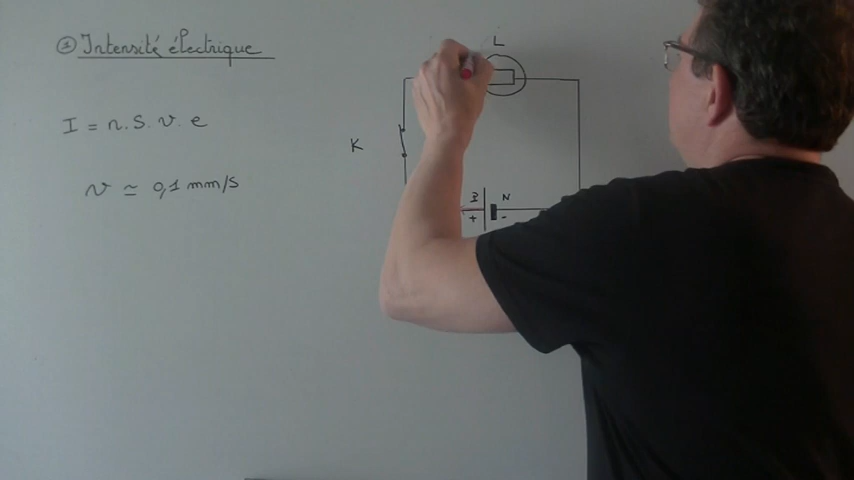 ① Intensité électrique
I = n. S. v. e
v ≃ 0,1 mm/s
L
K
N
+ -